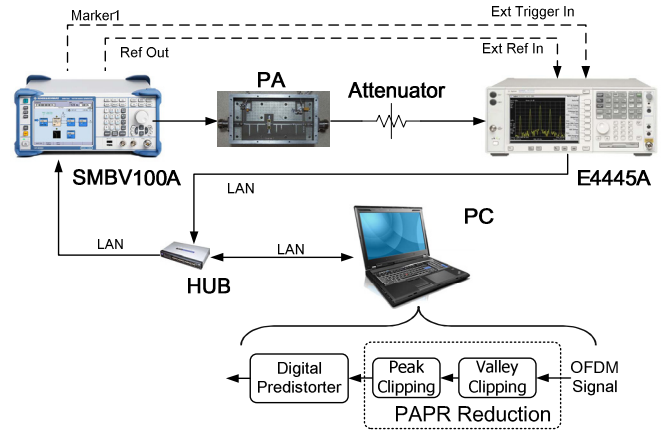 Marker1
Ext Trigger In
Ref Out
Ext Ref In
PA
Attenuator
SMBV100A
E4445A
LAN
LAN
LAN
HUB
PC
Digital
Predistorter
Peak
Clipping
Valley
Clipping
OFDM
Signal
PAPR Reduction